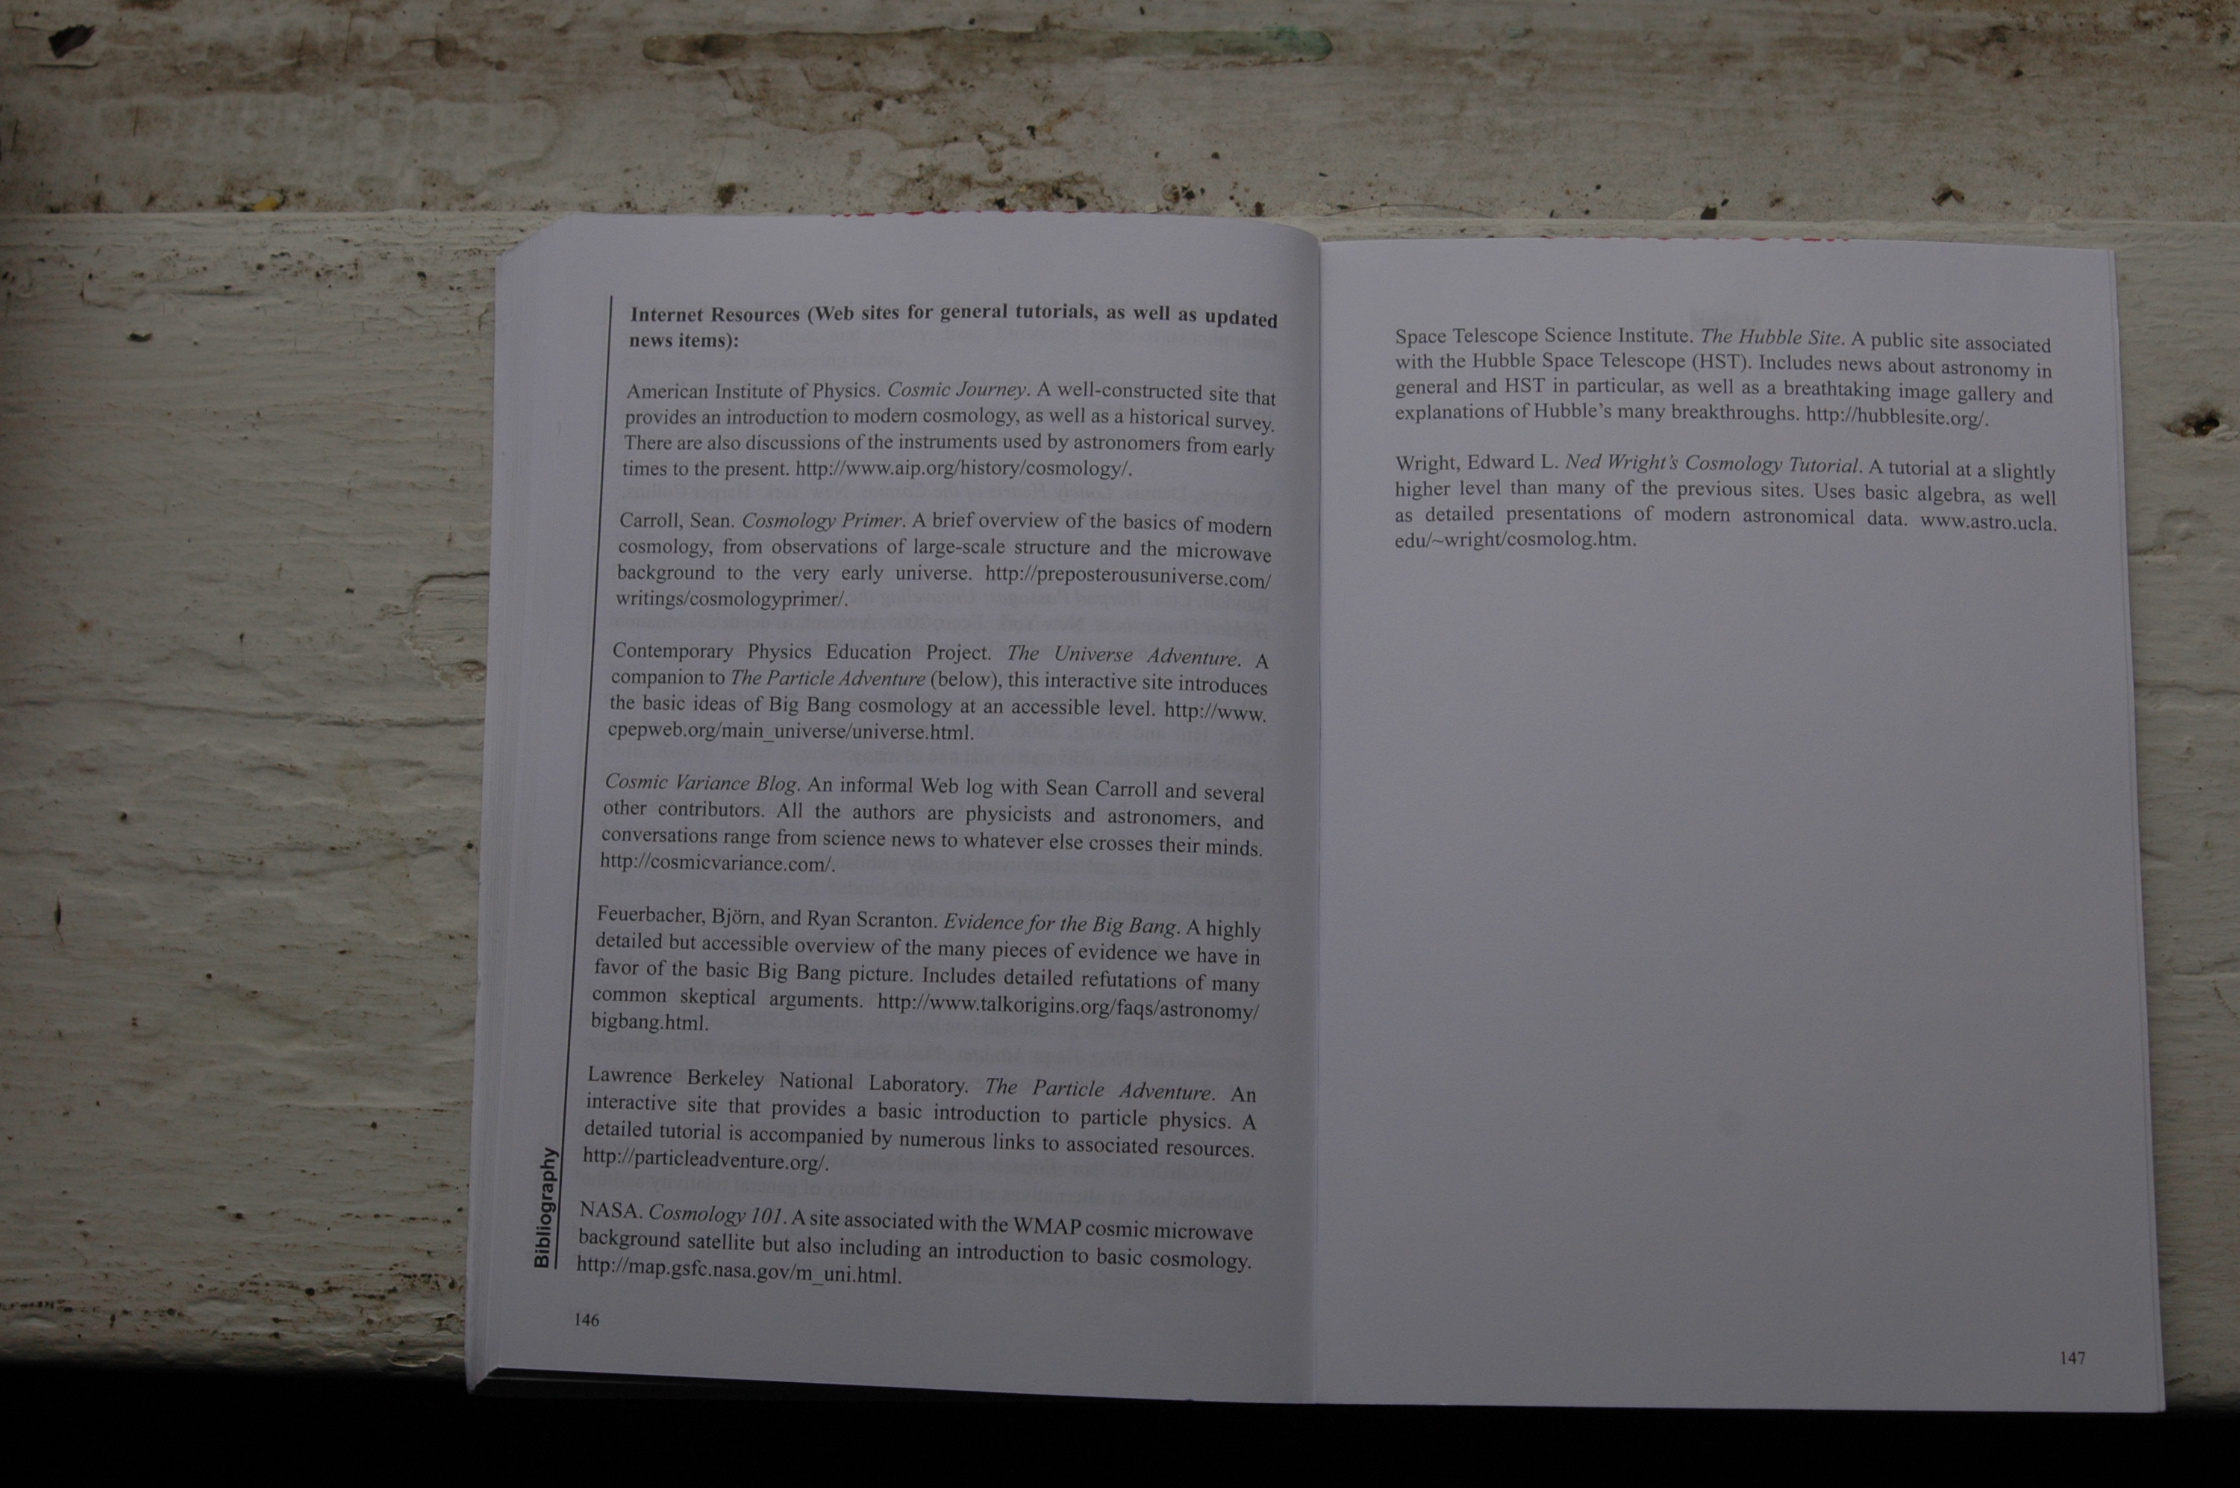 Internet Resources (Web sites for general tutorials, as well as updated
news items):
American Institute of Physics. Cosmic Journey. A well-constructed site that
provides an introduction to modern cosmology, as well as a historical survey.
There are also discussions of the instruments used by astronomers from early
times to the present. http://www.aip.org/history/cosmology/.
Carroll, Sean. Cosmology Primer. A brief overview of the basics of modern
cosmology, from observations of large-scale structure and the microwave
background to the very early universe. http://preposterousuniverse.com/
writings/cosmologyprimer/.
Contemporary Physics Education Project. The Universe Adventure. A
companion to The Particle Adventure (below), this interactive site introduces
the basic ideas of Big Bang cosmology at an accessible level. http://www.
cpepweb.org/main_universe/universe.html.
Cosmic Variance Blog. An informal Web log with Sean Carroll and several
other contributors. All the authors are physicists and astronomers, and
conversations range from science news to whatever else crosses their minds.
http://cosmicvariance.com/.
Feuerbacher, Björn, and Ryan Scranton. Evidence for the Big Bang. A highly
detailed but accessible overview of the many pieces of evidence we have in
favor of the basic Big Bang picture. Includes detailed refutations of many
common skeptical arguments. http://www.talkorigins.org/faqs/astronomy/
bigbang.html.
Lawrence Berkeley National Laboratory. The Particle Adventure. An
interactive site that provides a basic introduction to particle physics. A
detailed tutorial is accompanied by numerous links to associated resources.
http://particleadventure.org/.
NASA. Cosmology 101. A site associated with the WMAP cosmic microwave
background satellite but also including an introduction to basic cosmology.
http://map.gsfc.nasa.gov/m_uni.html.
Bibliography
146
Space Telescope Science Institute. The Hubble Site. A public site associated
with the Hubble Space Telescope (HST). Includes news about astronomy in
general and HST in particular, as well as a breathtaking image gallery and
explanations of Hubble's many breakthroughs. http://hubblesite.org/.
Wright, Edward L. Ned Wright's Cosmology Tutorial. A tutorial at a slightly
higher level than many of the previous sites. Uses basic algebra, as well
as detailed presentations of modern astronomical data. www.astro.ucla.
edu/~wright/cosmolog.htm.
147